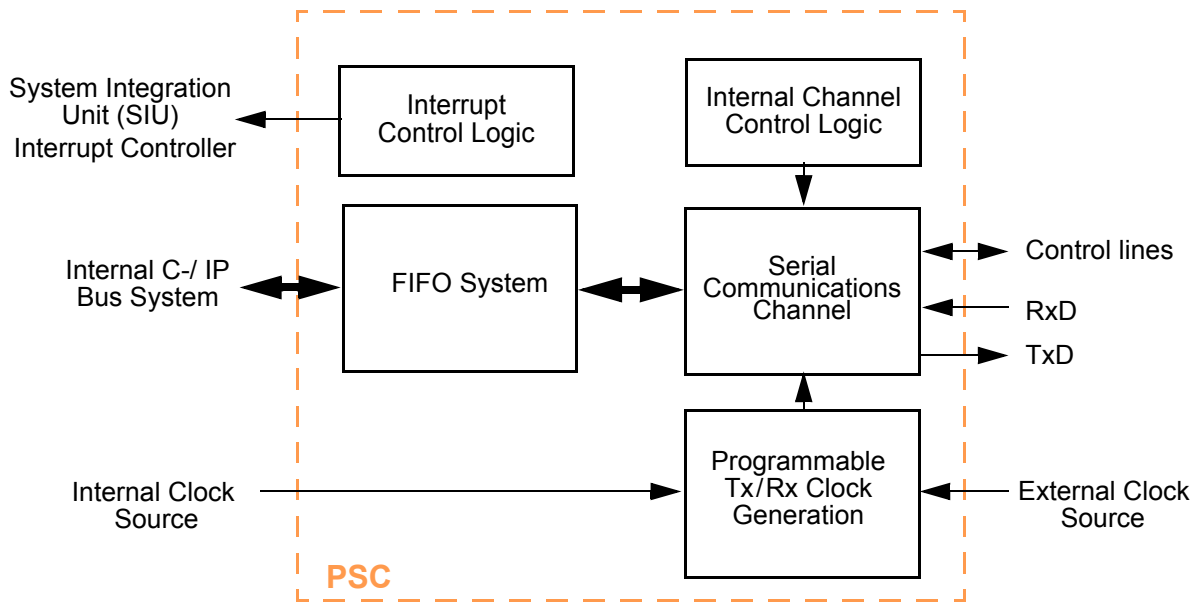 System Integration
Unit (SIU)
Interrupt Controller
Interrupt
Control Logic
Internal Channel
Control Logic
Internal C-/ IP
Bus System
FIFO System
Serial
Communications
Channel
Control lines
RxD
TxD
Internal Clock
Source
Programmable
Tx/Rx Clock
Generation
External Clock
Source
PSC